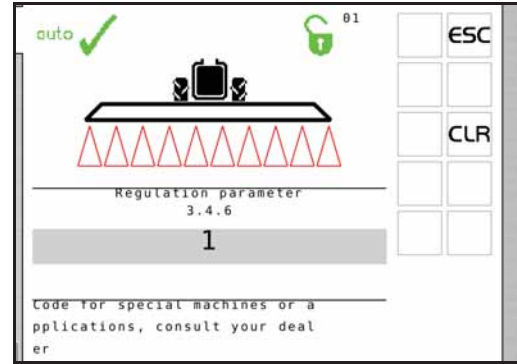 auto
01
ESC
CLR
Regulation parameter
3.4.6
1
Code for special machines or a
pplications, consult your deal
er